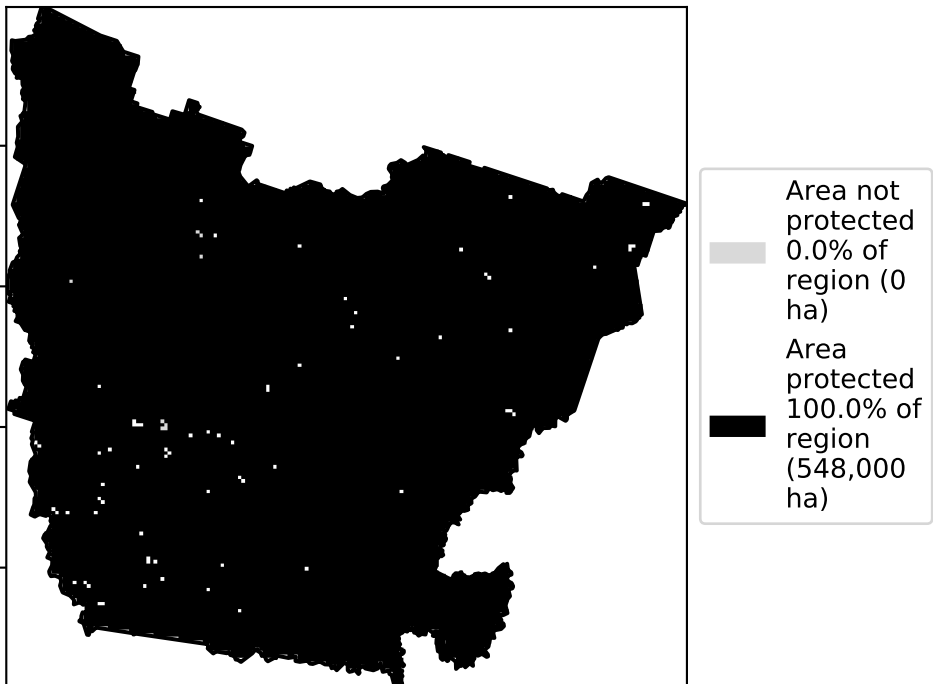 Area not
protected
0.0% of
region (0
ha)
Area
protected
100.0% of
region
(548,000
ha)